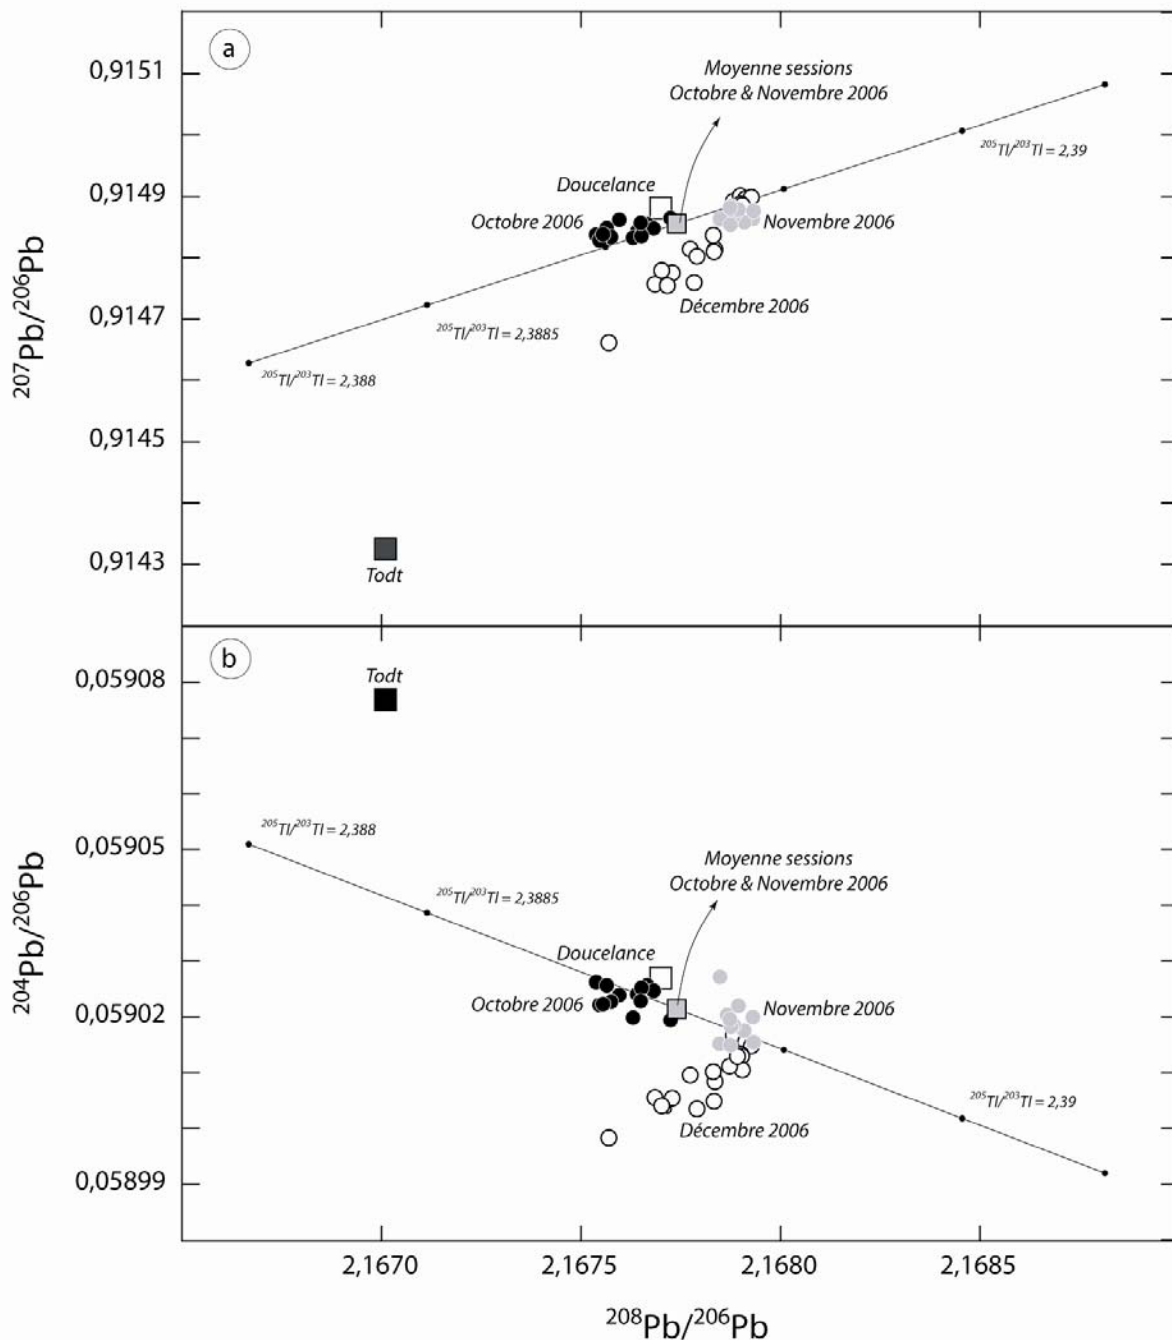 a
0,9151
0,9149
0,9147
0,9145
0,9143
207Pb/206Pb
Moyenne sessions
Octobre & Novembre 2006
205Tl/203Tl = 2,39
Doucelance
Octobre 2006
Novembre 2006
Décembre 2006
205Tl/203Tl = 2,3885
205Tl/203Tl = 2,388
Todt
b
0,05908
0,05905
0,05902
0,05899
204Pb/206Pb
Todt
205Tl/203Tl = 2,388
205Tl/203Tl = 2,3885
Moyenne sessions
Octobre & Novembre 2006
Doucelance
Octobre 2006
Novembre 2006
205Tl/203Tl = 2,39
Décembre 2006
2,1670
2,1675
2,1680
2,1685
208Pb/206Pb